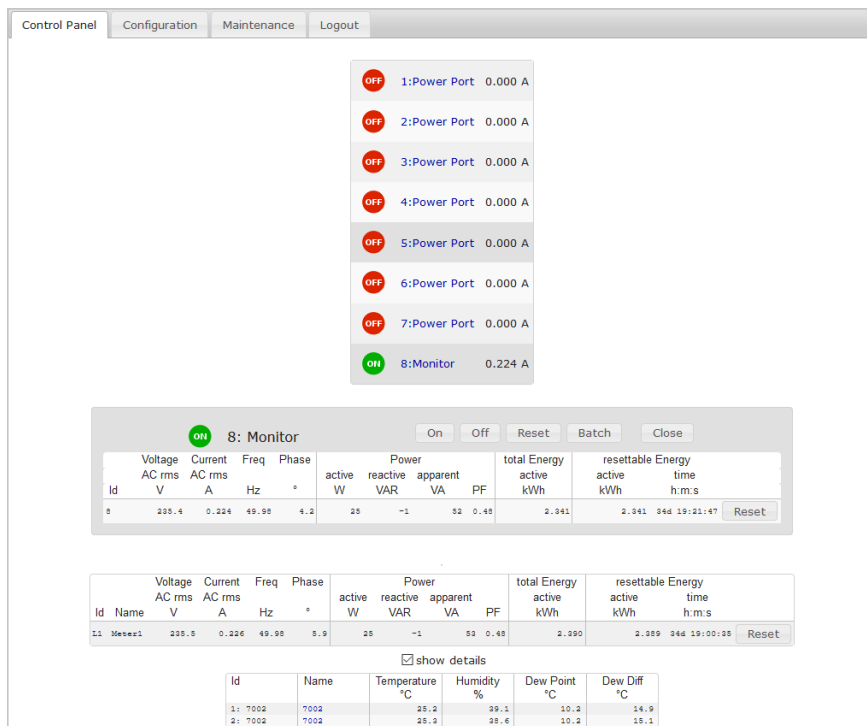 Control Panel Configuration Maintenance Logout
OFF 1:Power Port 0.000 A
OFF 2:Power Port 0.000 A
OFF 3:Power Port 0.000 A
OFF 4:Power Port 0.000 A
OFF 5:Power Port 0.000 A
OFF 6:Power Port 0.000 A
OFF 7:Power Port 0.000 A
ON 8:Monitor 0.224 A
ON 8: Monitor On Off Reset Batch Close
Voltage Current Freq Phase Power total Energy resettable Energy
AC rms AC rms active reactive apparent active active time
Id V A Hz ° W VAR VA PF kWh kWh h:m:s
8 235.4 0.224 49.98 4.2 25 -1 52 0.48 2.341 2.341 34d 19:21:47 Reset
Voltage Current Freq Phase Power total Energy resettable Energy
AC rms AC rms active reactive apparent active active time
Id Name V A Hz ° W VAR VA PF kWh kWh h:m:s
L1 Meter1 235.5 0.226 49.98 5.9 25 -1 53 0.48 2.390 2.389 34d 19:00:35 Reset
show details
Id Name Temperature Humidity Dew Point Dew Diff
°C % °C °C
1: 7002 7002 25.2 39.1 10.2 14.9
2: 7002 7002 25.3 38.6 10.2 15.1